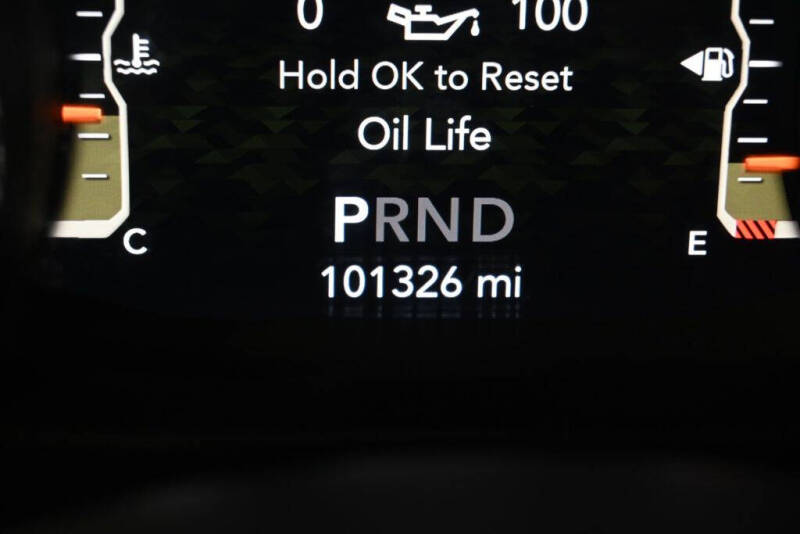 0 100
Hold OK to Reset
Oil Life
PRND
C E
101326 mi